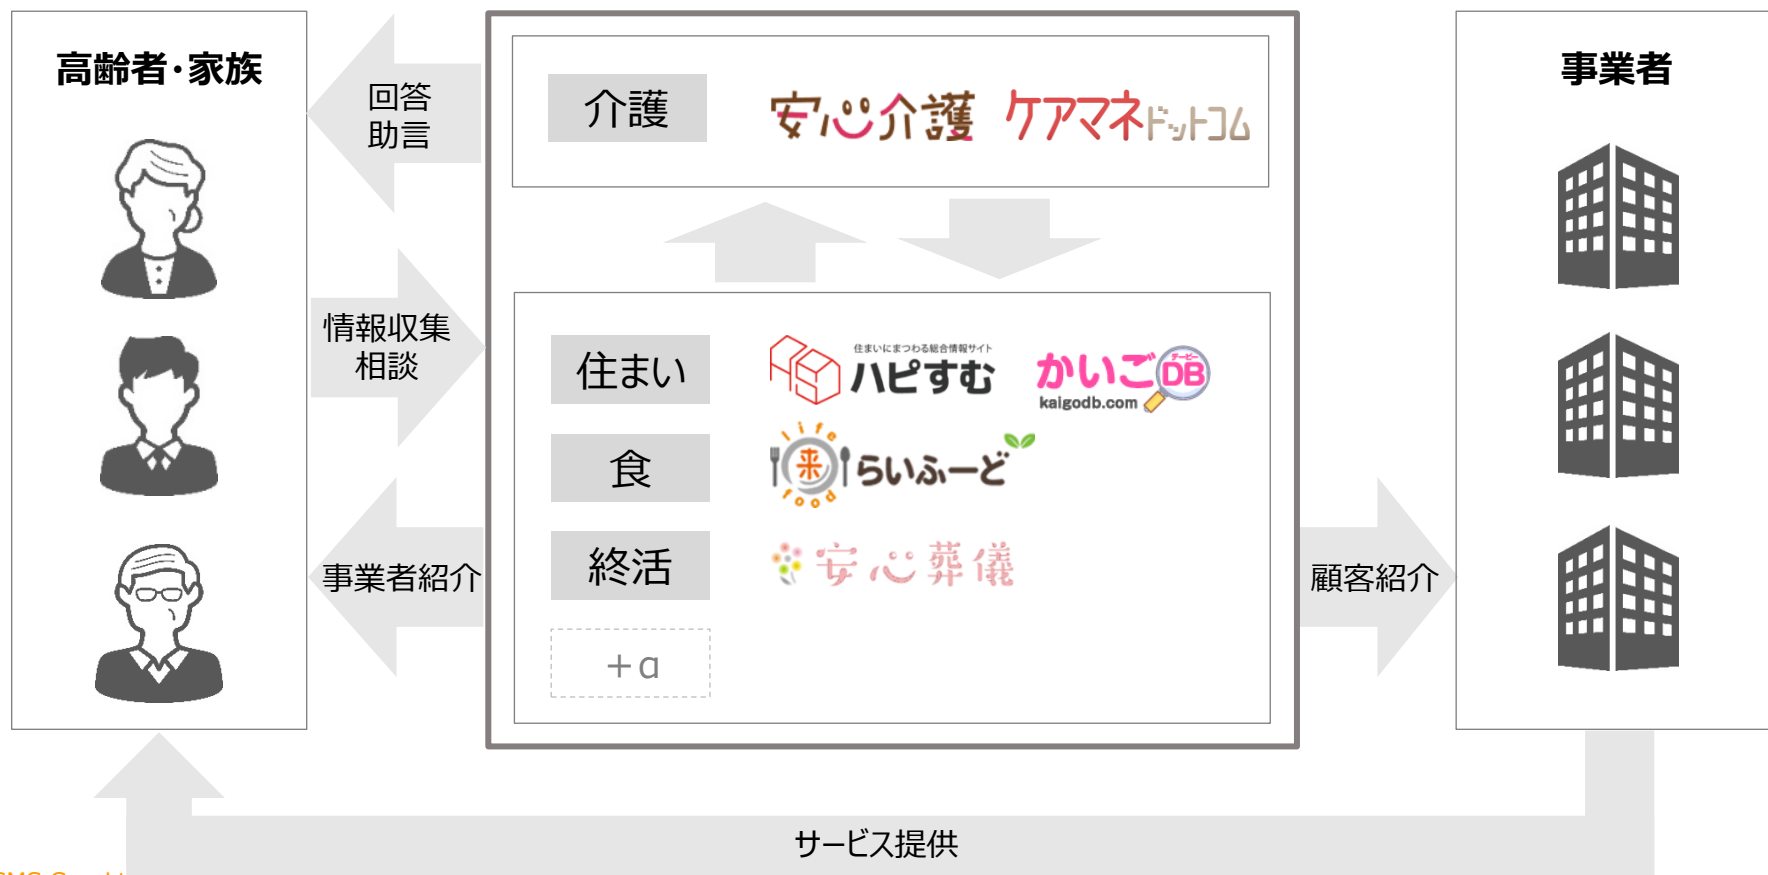 高齢者・家族
回答
助言
介護
安心介護
ケアマネドットコム
事業者
情報収集
相談
住まい
住まいにまつわる総合情報サイト
ハピすむ
かいごDB
デービー
kaigodb.com
食
life
来
food
らいふーど
終活
安心葬儀
事業者紹介
顧客紹介
+α
サービス提供